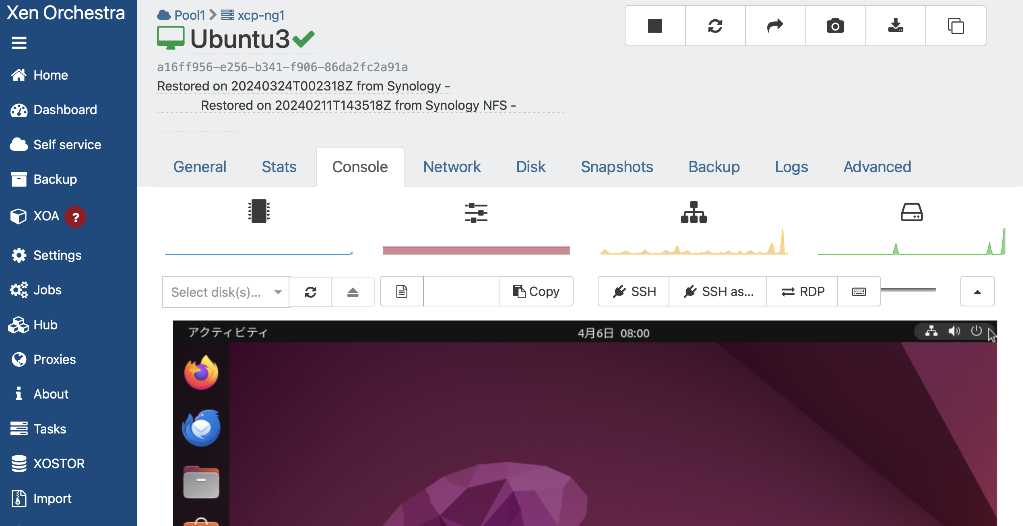 Xen Orchestra
Home
Dashboard
Self service
Backup
XOA ?
Settings
Jobs
Hub
Proxies
About
Tasks
XOSTOR
Import
Pool1 > xcp-ng1
Ubuntu3
a16ff956-e256-b341-f906-86da2fc2a91a
Restored on 20240324T002318Z from Synology -
Restored on 20240211T143518Z from Synology NFS -
General Stats Console Network Disk Snapshots Backup Logs Advanced
Select disk(s)... Copy SSH SSH as... RDP
アクティビティ 4月6日 08:00